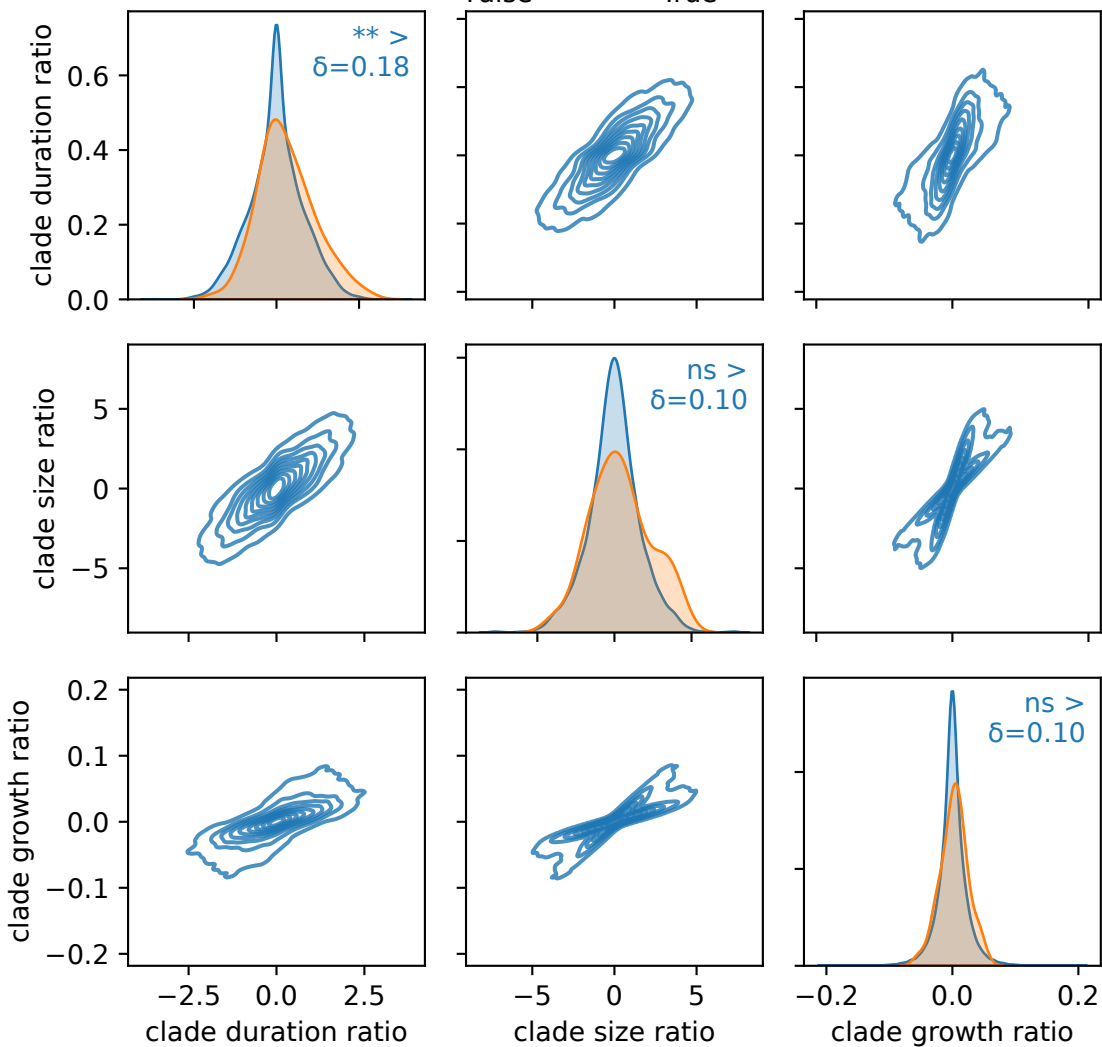 True
clade duration ratio
0.6
0.4
0.2
0.0
** >
δ=0.18
clade size ratio
5
0
−5
ns >
δ=0.10
clade growth ratio
0.2
0.1
0.0
−0.1
−0.2
ns >
δ=0.10
−2.5 0.0 2.5
−5 0 5
−0.2 0.0 0.2
clade duration ratio
clade size ratio
clade growth ratio